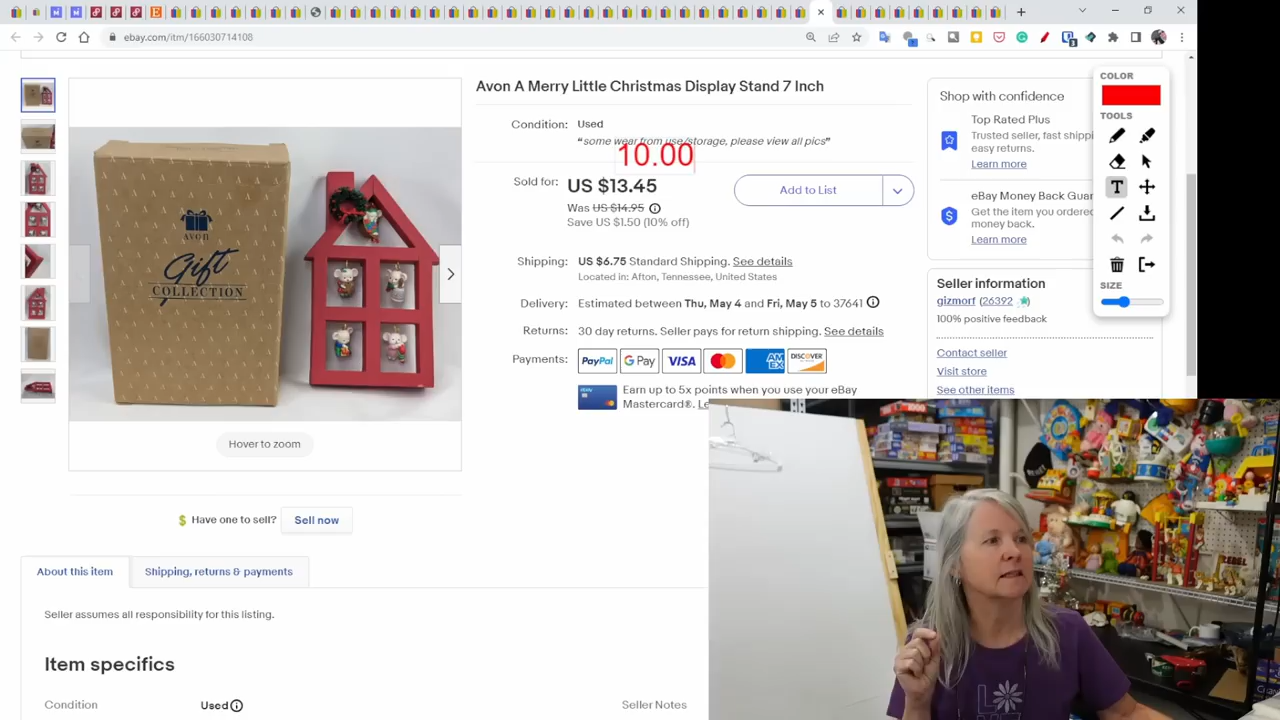 ebay.com/itm/166030714108
Avon A Merry Little Christmas Display Stand 7 Inch
Condition: Used
“some wear from use/storage, please view all pics”
10.00
Sold for: US $13.45
Was US $14.95
Save US $1.50 (10% off)
Add to List
Shipping: US $6.75 Standard Shipping. See details
Located in: Afton, Tennessee, United States
Delivery: Estimated between Thu, May 4 and Fri, May 5 to 37641
Returns: 30 day returns. Seller pays for return shipping. See details
Payments: PayPal G Pay VISA AM EX DISCOVER
Earn up to 5x points when you use your eBay
Mastercard®. Le
AVON
Gift
COLLECTION
Hover to zoom
$ Have one to sell? Sell now
About this item
Shipping, returns & payments
Seller assumes all responsibility for this listing.
Item specifics
Condition
Used
Seller Notes
Shop with confidence
Top Rated Plus
Trusted seller, fast shippi
easy returns.
Learn more
eBay Money Back Guar
Get the item you ordered
money back.
Learn more
Seller information
gizmorf (26392)
100% positive feedback
Contact seller
Visit store
See other items
COLOR
TOOLS
T
SIZE